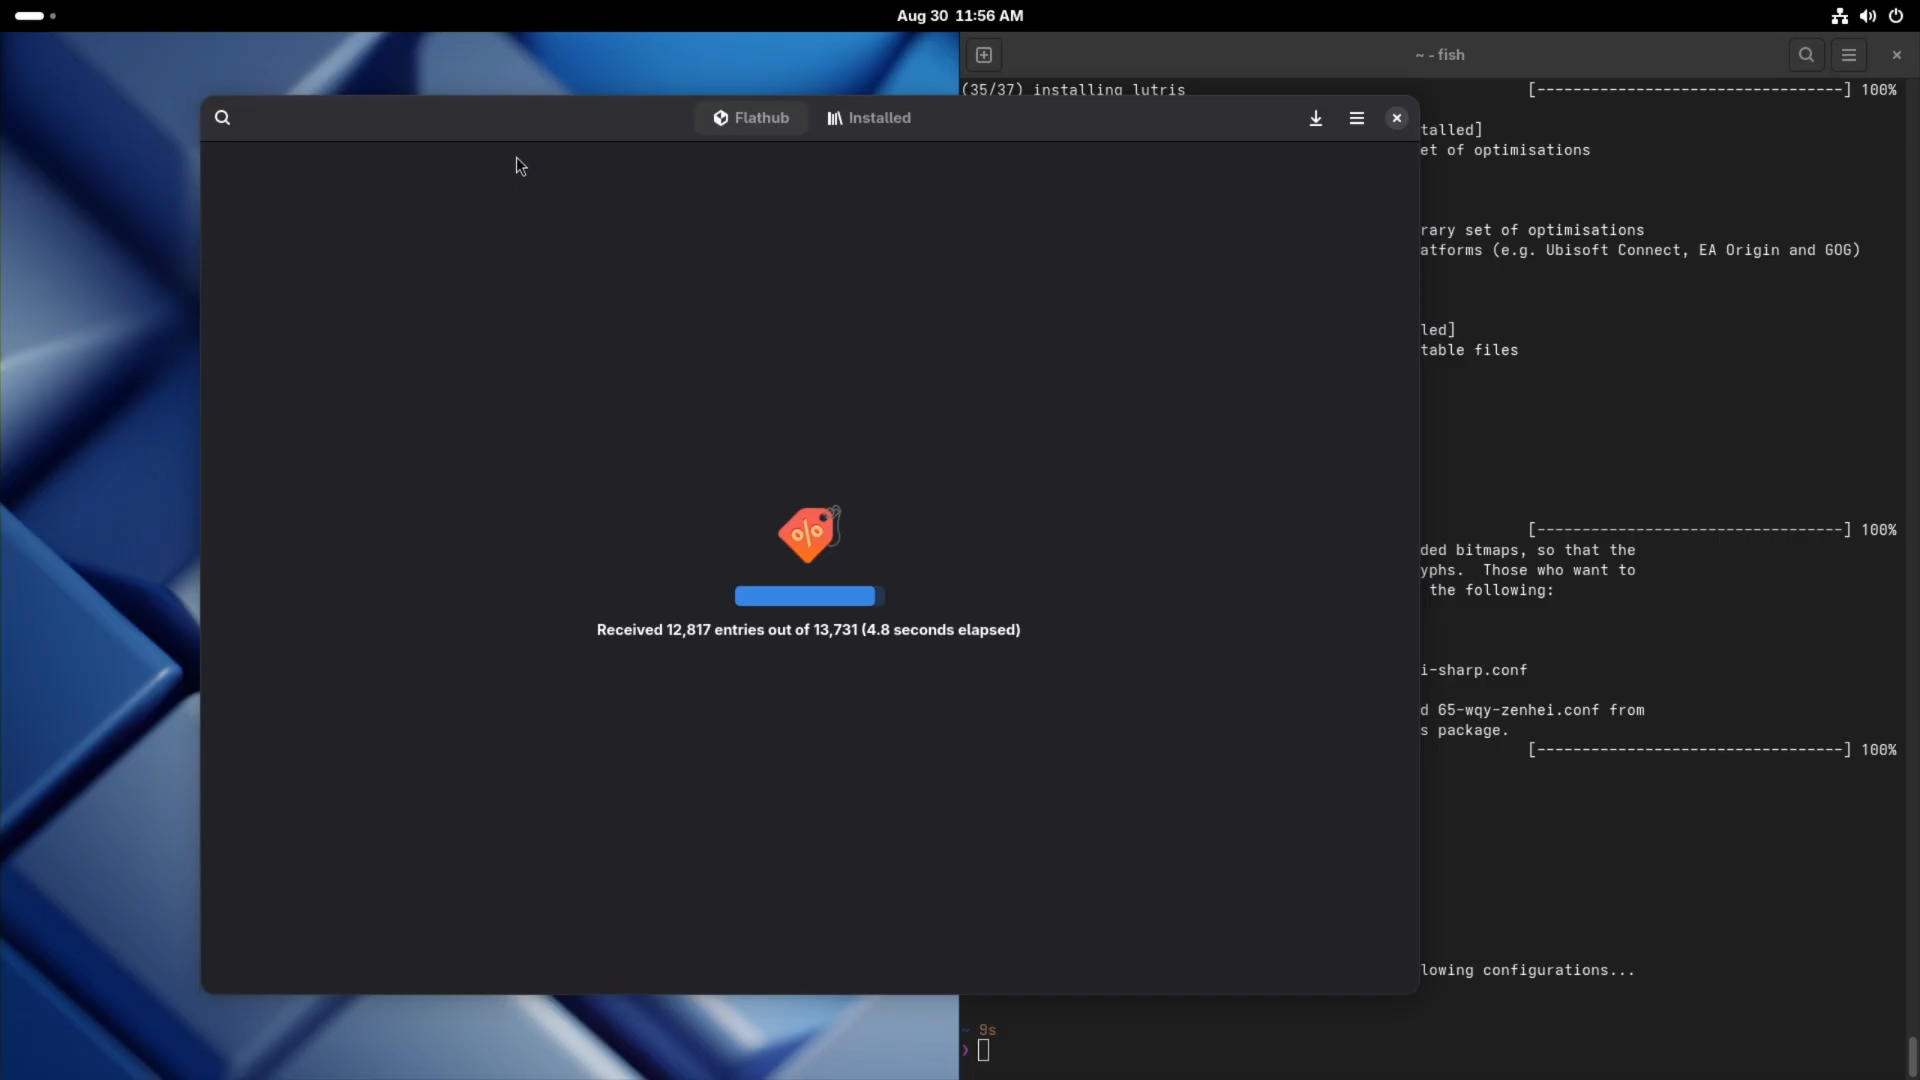 Aug 30 11:56 AM
~ - fish
(35/37) installing lutris [----------------------------------] 100%
Flathub
Installed
talled]
et of optimisations
rary set of optimisations
atforms (e.g. Ubisoft Connect, EA Origin and GOG)
led]
table files
[----------------------------------] 100%
ded bitmaps, so that the
yphs. Those who want to
the following:
%
Received 12,817 entries out of 13,731 (4.8 seconds elapsed)
i-sharp.conf
d 65-wqy-zenhei.conf from
s package.
[----------------------------------] 100%
lowing configurations...
~ 9s
❯